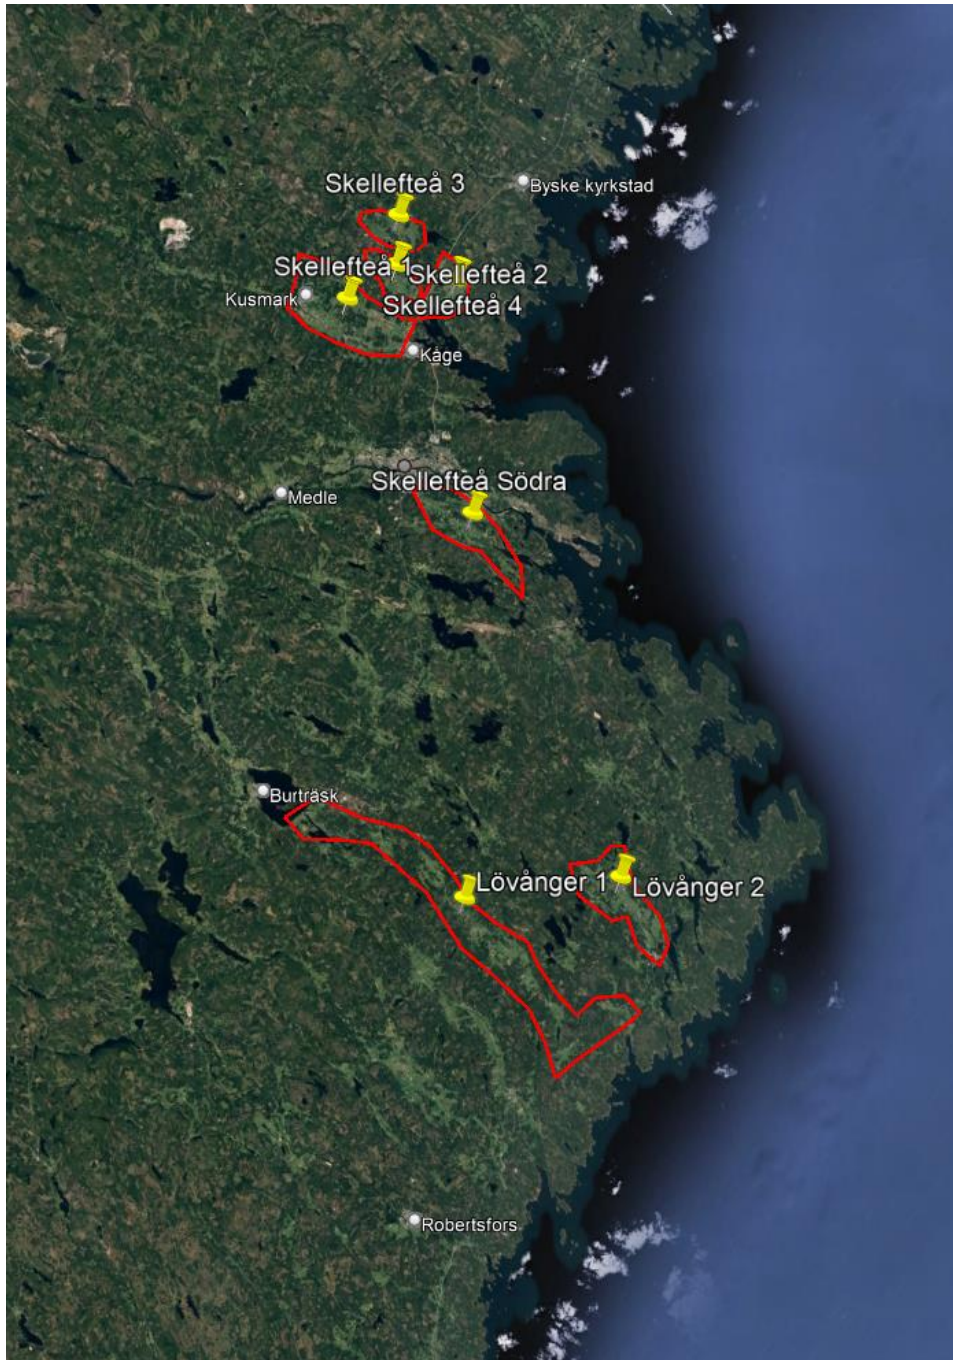 Skellefteå 3
Byske kyrkstad
Skellefteå 1
Skellefteå 2
Kusmark
Skellefteå 4
Kåge
Skellefteå Södra
Medle
Burträsk
Lövånger 1
Lövånger 2
Robertsfors